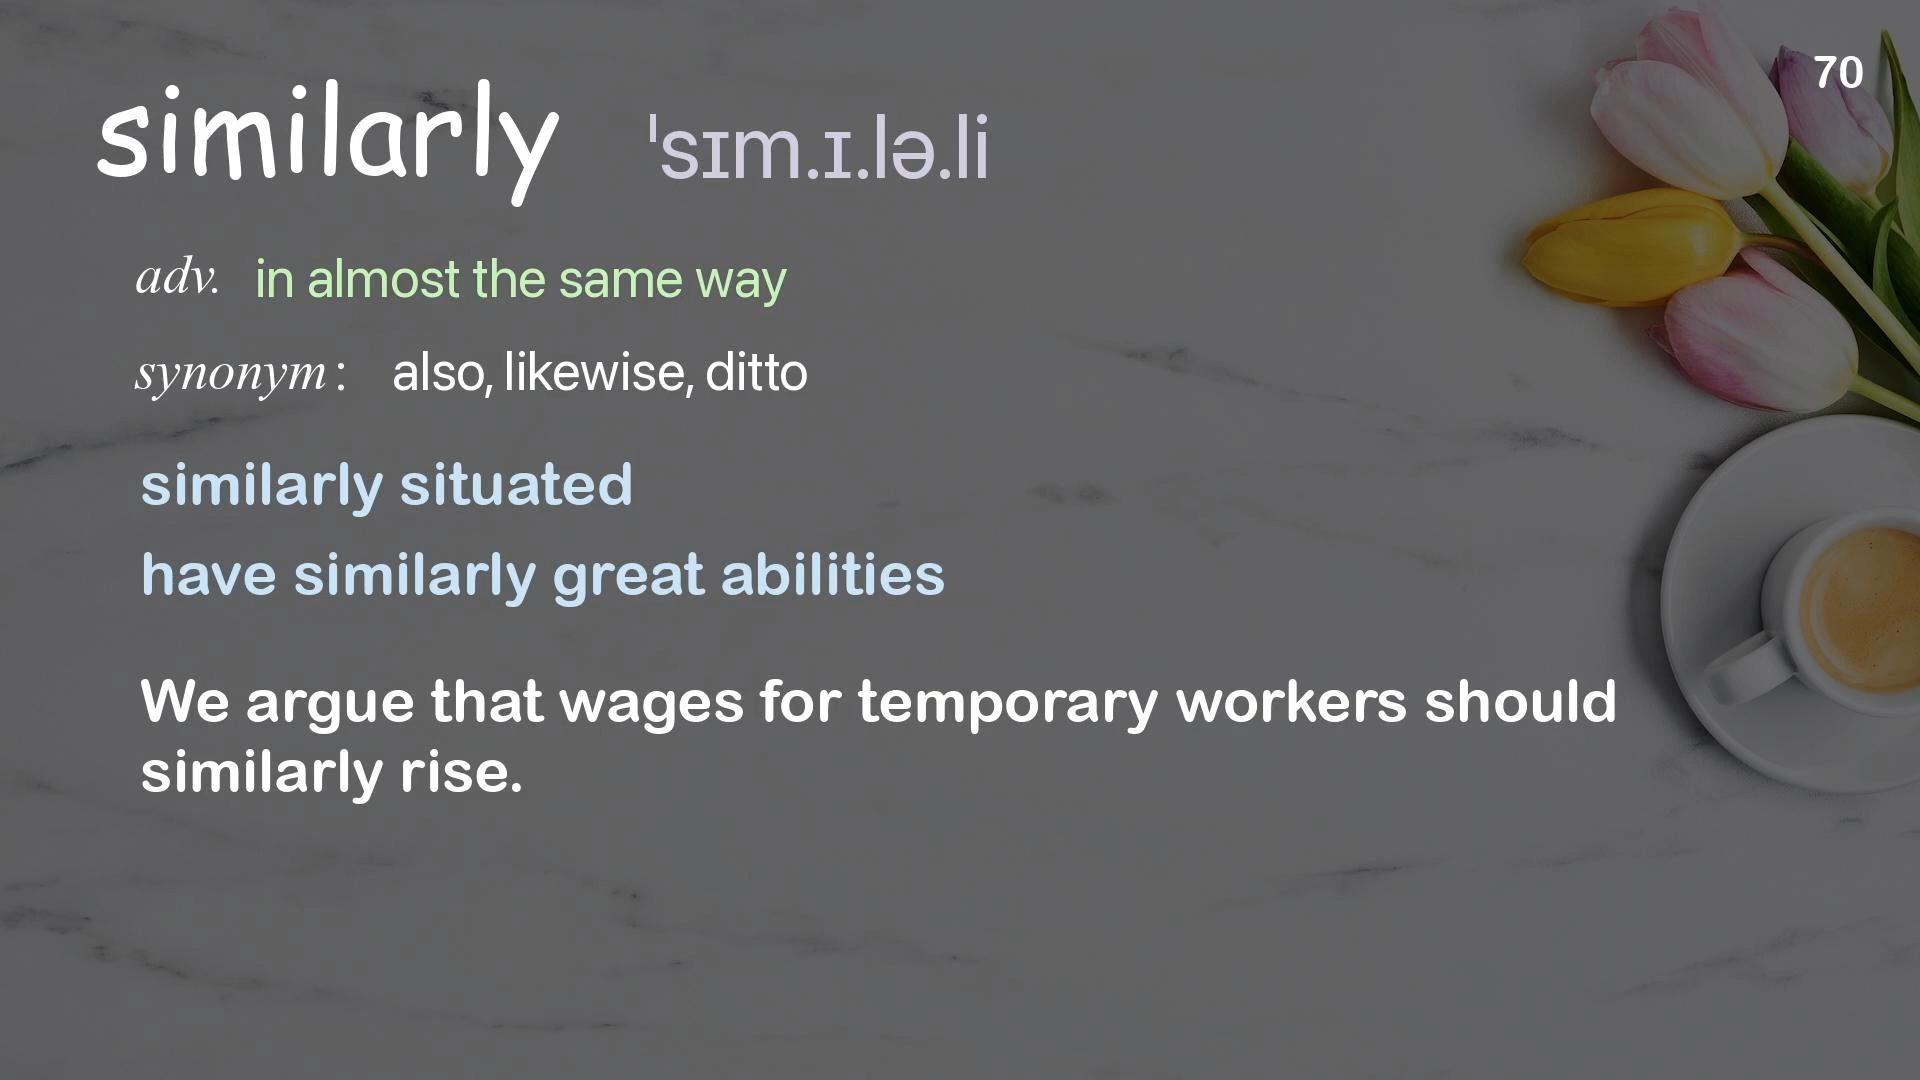 70
similarly ˈsɪm.ɪ.lə.li
adv. in almost the same way
synonym: also, likewise, ditto
similarly situated
have similarly great abilities
We argue that wages for temporary workers should
similarly rise.